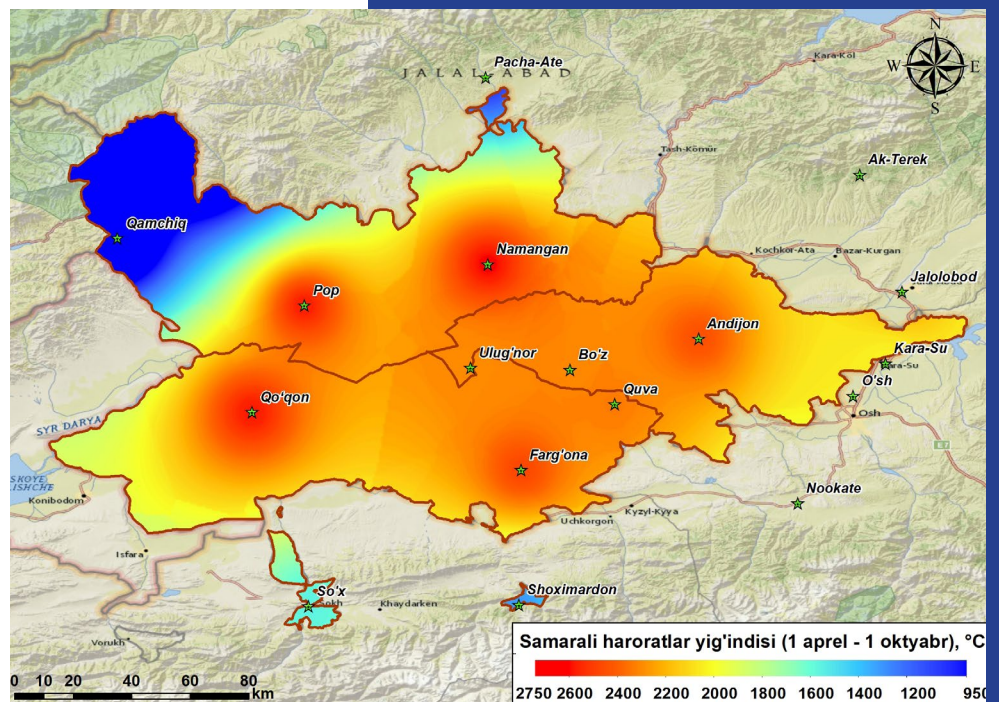 N
W E
S
Pacha-Ate
JALAL-ABAD
Kara-Köl
Tash-Kömür
Ak-Terek
Qamchiq
Namangan
Kochkor-Ata
Bazar-Kurgan
Jalolobod
Pop
Andijon
Ulug'nor
Bo'z
Kara-Su
Quva
O'sh
Osh
Qo'qon
SYR DARYA
Farg'ona
E7
Nookate
Konibodom
Uchkorgon
Kyzyl-Kyya
Isfara
So'x
Khaydarken
Shoximardon
Vorukh
Samarali haroratlar yig'indisi (1 aprel - 1 oktyabr), °C
2750 2600 2400 2200 2000 1800 1600 1400 1200 950
0 10 20 40 60 80
km